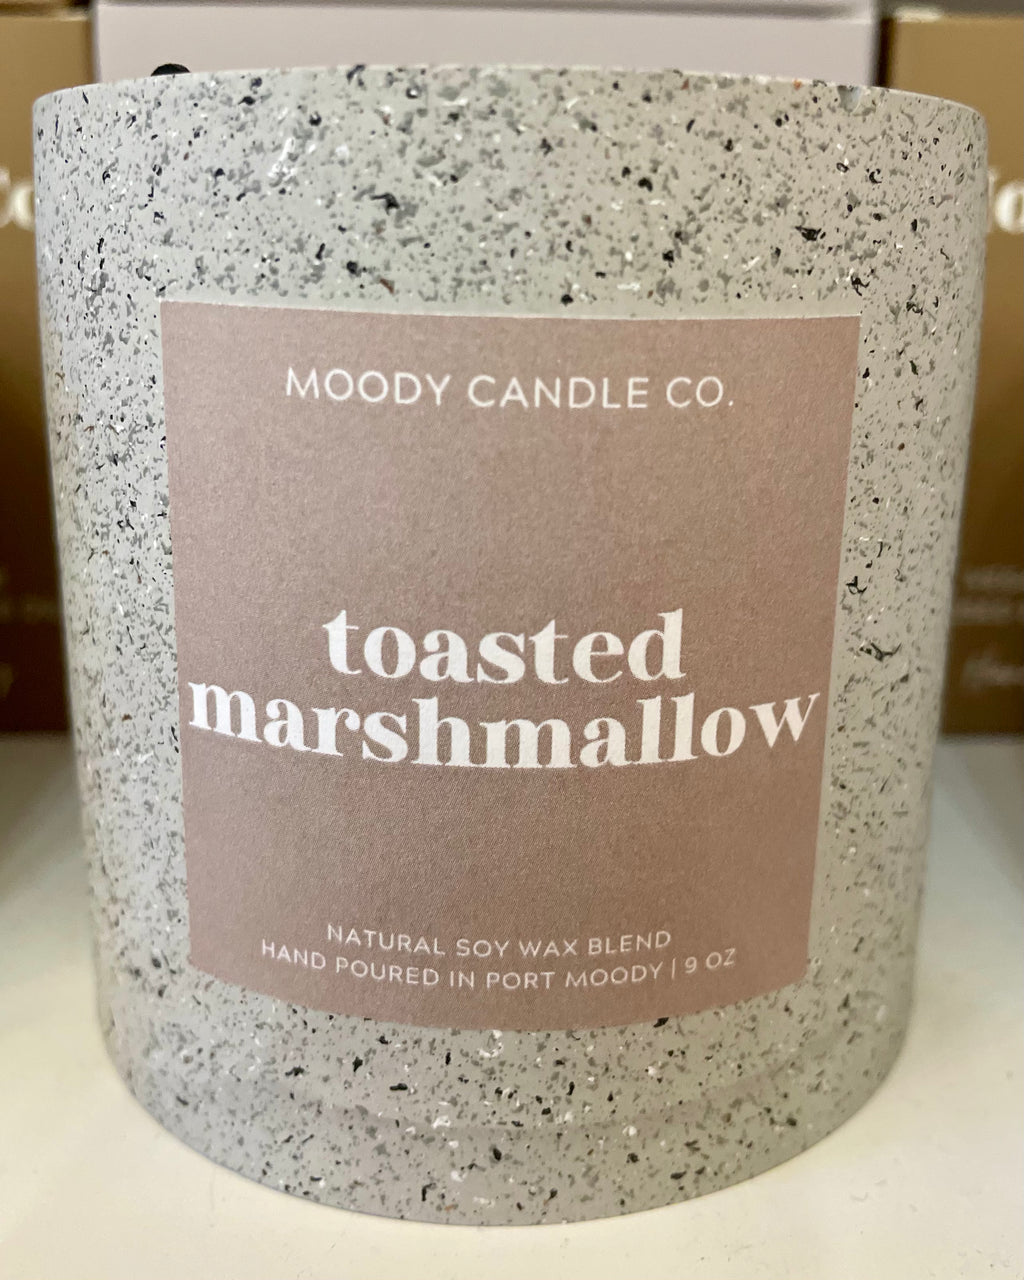 MOODY CANDLE CO.
toasted
marshmallow
NATURAL SOY WAX BLEND
HAND POURED IN PORT MOODY | 9 OZ